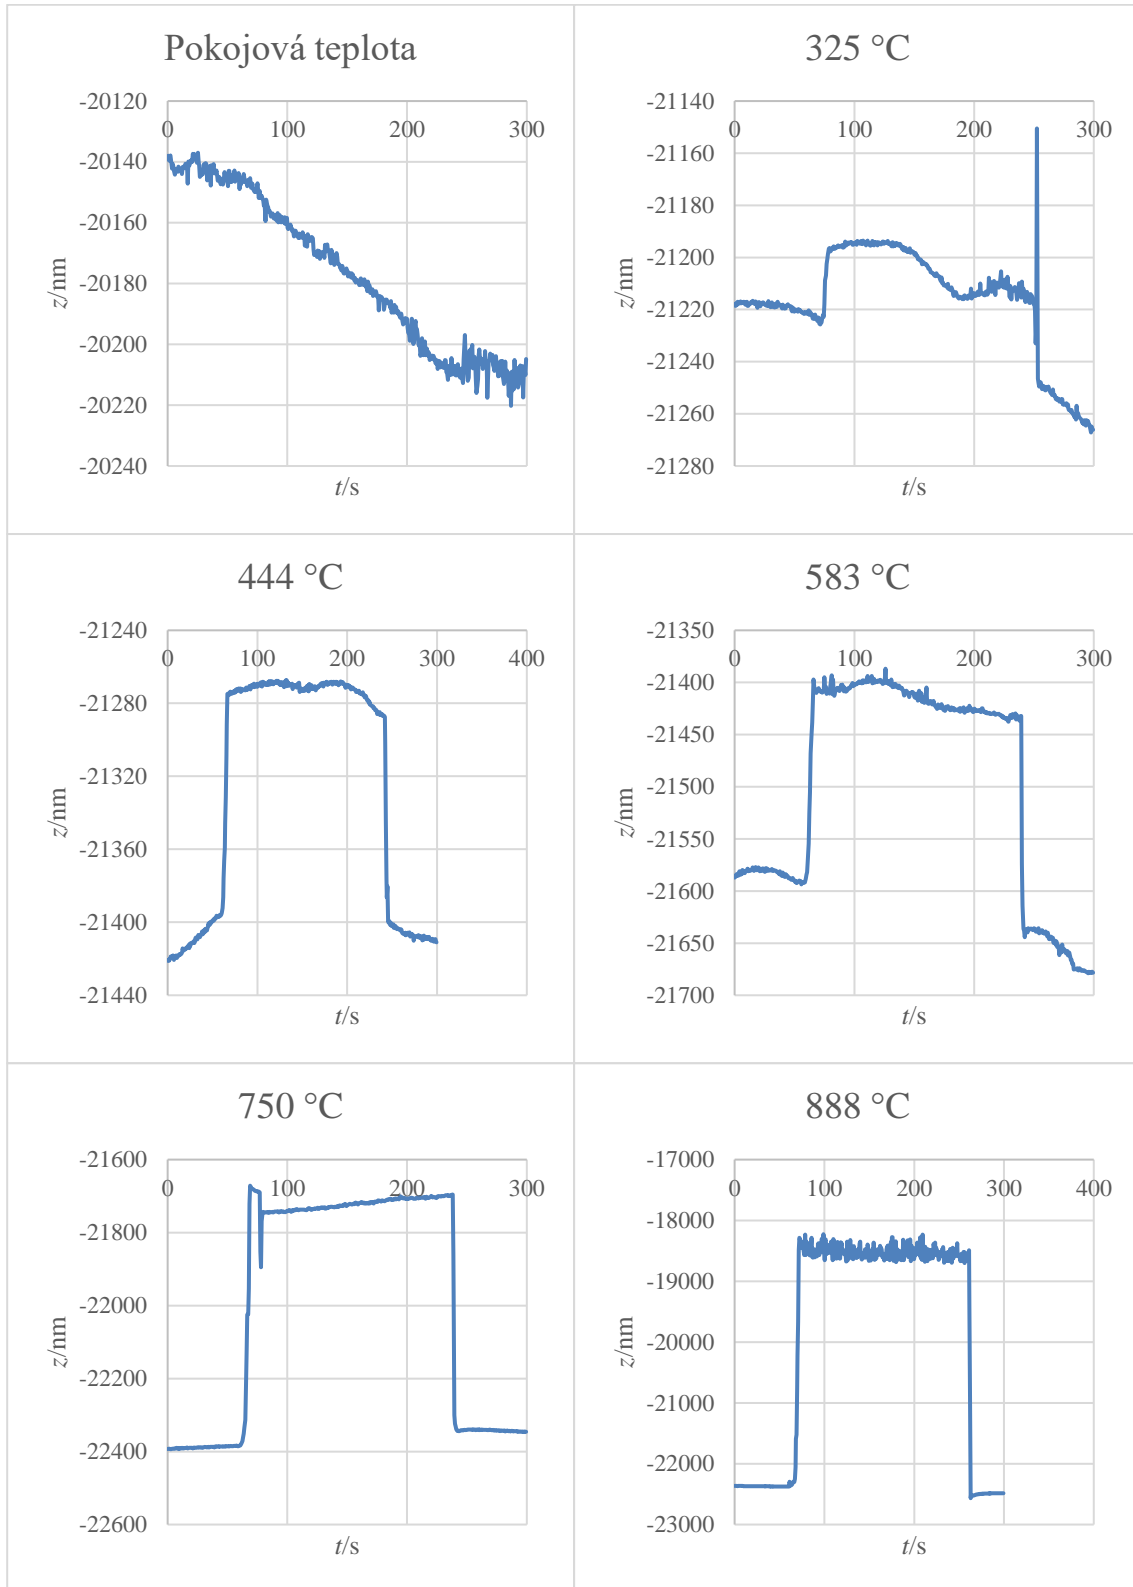 Pokojová teplota
-20120
0 100 200 300
-20140
-20160
-20180
-20200
-20220
-20240
z/nm
t/s
325 °C
-21140
0 100 200 300
-21160
-21180
-21200
-21220
-21240
-21260
-21280
z/nm
t/s
444 °C
-21240
0 100 200 300 400
-21280
-21320
-21360
-21400
-21440
z/nm
t/s
583 °C
-21350
0 100 200 300
-21400
-21450
-21500
-21550
-21600
-21650
-21700
z/nm
t/s
750 °C
-21600
0 100 200 300
-21800
-22000
-22200
-22400
-22600
z/nm
t/s
888 °C
-17000
0 100 200 300 400
-18000
-19000
-20000
-21000
-22000
-23000
z/nm
t/s